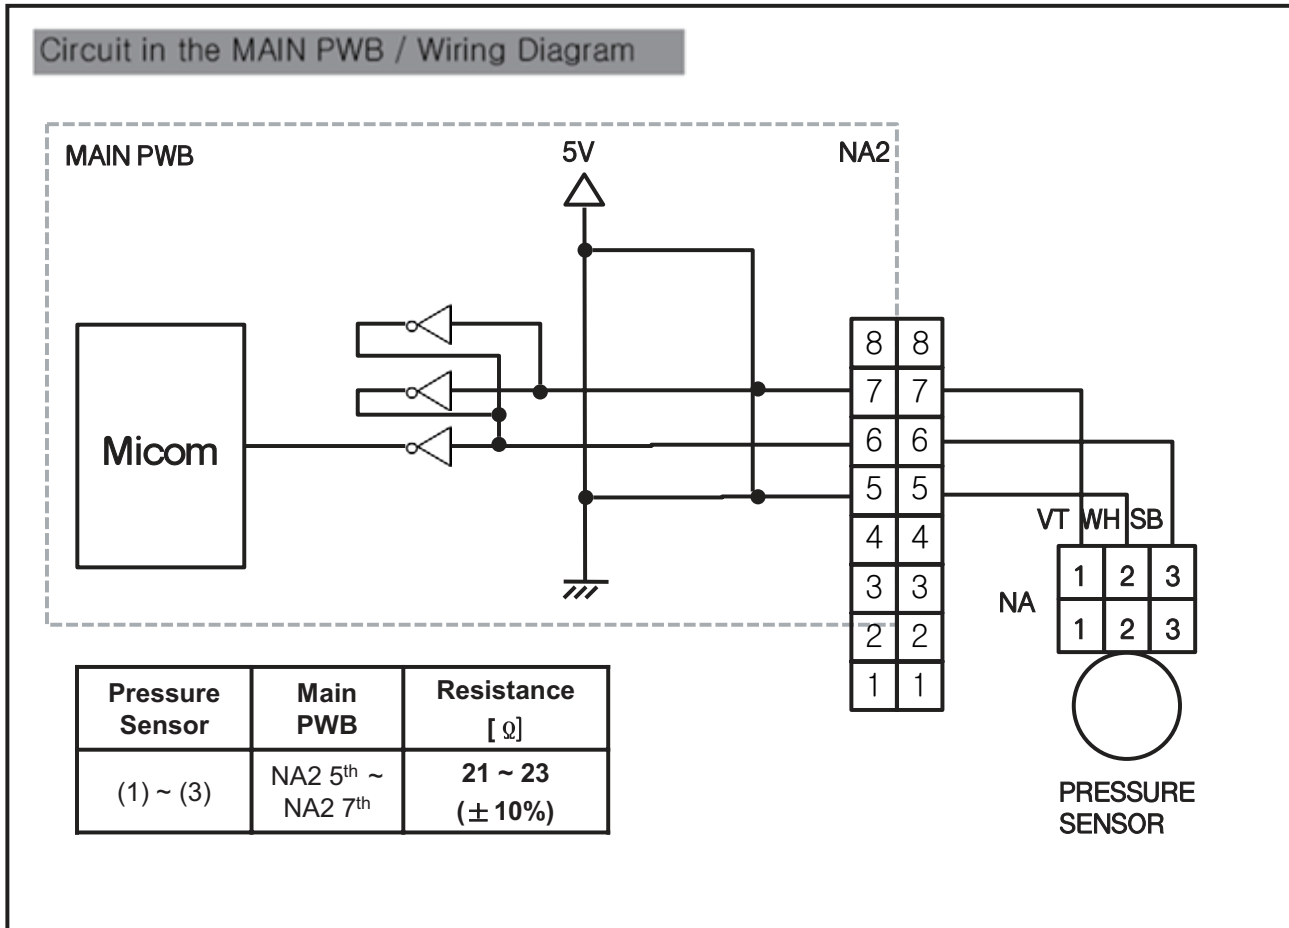 Circuit in the MAIN PWB / Wiring Diagram
MAIN PWB
5V
NA2
Micom
8 8
7 7
6 6
5 5
4 4
3 3
2 2
1 1
VT WH SB
NA
1 2 3
1 2 3
PRESSURE
SENSOR
Pressure
Sensor
Main
PWB
Resistance
[ Ω]
(1) ~ (3)
NA2 5th ~
NA2 7th
21 ~ 23
(± 10%)